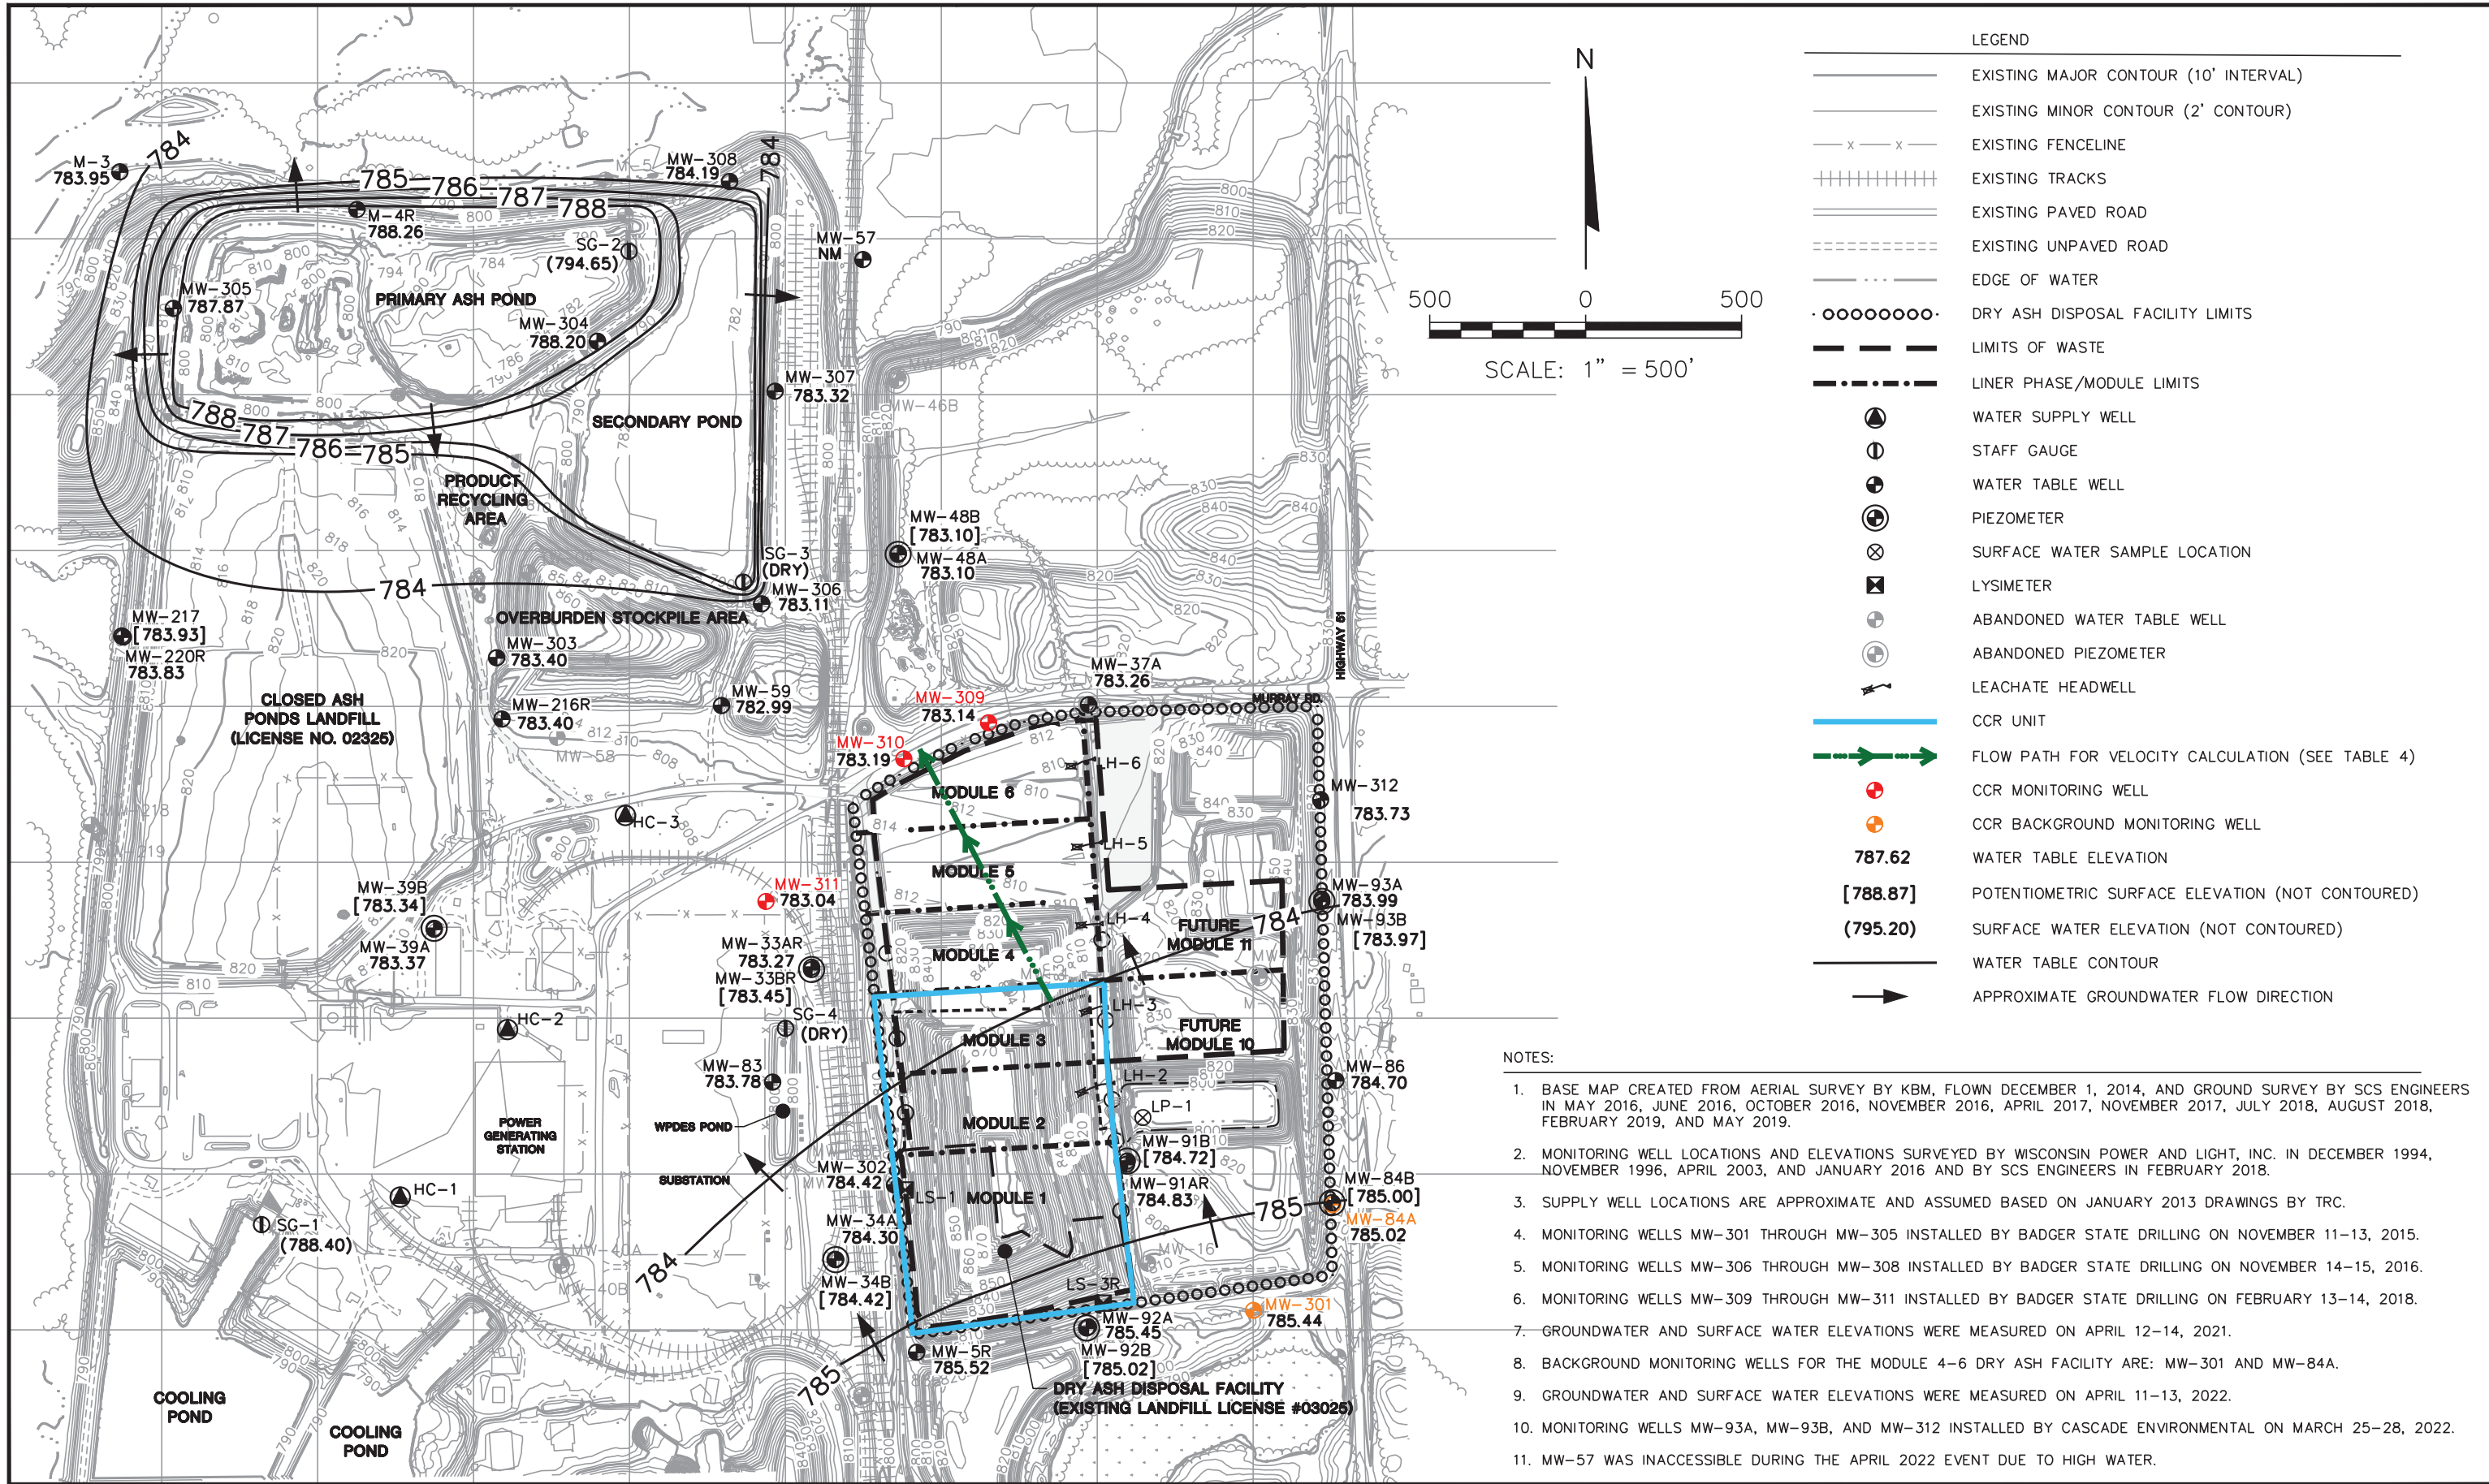 LEGEND
EXISTING MAJOR CONTOUR (10' INTERVAL)
EXISTING MINOR CONTOUR (2' CONTOUR)
EXISTING FENCELINE
EXISTING TRACKS
EXISTING PAVED ROAD
EXISTING UNPAVED ROAD
EDGE OF WATER
DRY ASH DISPOSAL FACILITY LIMITS
LIMITS OF WASTE
LINER PHASE/MODULE LIMITS
WATER SUPPLY WELL
STAFF GAUGE
WATER TABLE WELL
PIEZOMETER
SURFACE WATER SAMPLE LOCATION
LYSIMETER
ABANDONED WATER TABLE WELL
ABANDONED PIEZOMETER
LEACHATE HEADWELL
CCR UNIT
FLOW PATH FOR VELOCITY CALCULATION (SEE TABLE 4)
CCR MONITORING WELL
CCR BACKGROUND MONITORING WELL
787.62 WATER TABLE ELEVATION
[788.87] POTENTIOMETRIC SURFACE ELEVATION (NOT CONTOURED)
(795.20) SURFACE WATER ELEVATION (NOT CONTOURED)
WATER TABLE CONTOUR
APPROXIMATE GROUNDWATER FLOW DIRECTION
NOTES:
1. BASE MAP CREATED FROM AERIAL SURVEY BY KBM, FLOWN DECEMBER 1, 2014, AND GROUND SURVEY BY SCS ENGINEERS
IN MAY 2016, JUNE 2016, OCTOBER 2016, NOVEMBER 2016, APRIL 2017, NOVEMBER 2017, JULY 2018, AUGUST 2018,
FEBRUARY 2019, AND MAY 2019.
2. MONITORING WELL LOCATIONS AND ELEVATIONS SURVEYED BY WISCONSIN POWER AND LIGHT, INC. IN DECEMBER 1994,
NOVEMBER 1996, APRIL 2003, AND JANUARY 2016 AND BY SCS ENGINEERS IN FEBRUARY 2018.
3. SUPPLY WELL LOCATIONS ARE APPROXIMATE AND ASSUMED BASED ON JANUARY 2013 DRAWINGS BY TRC.
4. MONITORING WELLS MW-301 THROUGH MW-305 INSTALLED BY BADGER STATE DRILLING ON NOVEMBER 11-13, 2015.
5. MONITORING WELLS MW-306 THROUGH MW-308 INSTALLED BY BADGER STATE DRILLING ON NOVEMBER 14-15, 2016.
6. MONITORING WELLS MW-309 THROUGH MW-311 INSTALLED BY BADGER STATE DRILLING ON FEBRUARY 13-14, 2018.
7. GROUNDWATER AND SURFACE WATER ELEVATIONS WERE MEASURED ON APRIL 12-14, 2021.
8. BACKGROUND MONITORING WELLS FOR THE MODULE 4-6 DRY ASH FACILITY ARE: MW-301 AND MW-84A.
9. GROUNDWATER AND SURFACE WATER ELEVATIONS WERE MEASURED ON APRIL 11-13, 2022.
10. MONITORING WELLS MW-93A, MW-93B, AND MW-312 INSTALLED BY CASCADE ENVIRONMENTAL ON MARCH 25-28, 2022.
11. MW-57 WAS INACCESSIBLE DURING THE APRIL 2022 EVENT DUE TO HIGH WATER.
N
500 0 500
SCALE: 1" = 500'
M-3
783.95
784
MW-308
784.19
784
785 786 787 788
M-4R
788.26
SG-2
(794.65)
MW-57
NM
MW-305
787.87
PRIMARY ASH POND
MW-304
788.20
MW-307
783.32
SECONDARY POND
788 787 786 785
MW-46A
MW-46B
PRODUCT
RECYCLING
AREA
MW-48B
[783.10]
MW-48A
783.10
SG-3
(DRY)
MW-306
783.11
784
OVERBURDEN STOCKPILE AREA
MW-217
[783.93]
MW-220R
783.83
MW-303
783.40
MW-59
782.99
MW-216R
783.40
MW-58
CLOSED ASH
PONDS LANDFILL
(LICENSE NO. 02325)
MW-37A
783.26
MURRAY RD.
HIGHWAY 51
MW-309
783.14
MW-310
783.19
LH-6
MODULE 6
MW-312
783.73
HC-3
LH-5
MODULE 5
MW-311
783.04
MW-39B
[783.34]
MW-39A
783.37
MW-93A
783.99
MW-93B
[783.97]
LH-4
FUTURE
MODULE 11
784
MODULE 4
MW-33AR
783.27
MW-33BR
[783.45]
SG-4
(DRY)
HC-2
LH-3
MODULE 3
FUTURE
MODULE 10
MW-83
783.78
WPDES POND
LH-2
LP-1
MW-86
784.70
MODULE 2
POWER
GENERATING
STATION
SUBSTATION
MW-91B
[784.72]
MW-91AR
784.83
MW-302
784.42
LS-1
MODULE 1
MW-84B
[785.00]
MW-84A
785.02
785
HC-1
SG-1
(788.40)
MW-34A
784.30
MW-34B
[784.42]
784
MW-40A
MW-40B
MW-16
LS-3R
MW-301
785.44
MW-92A
785.45
MW-92B
[785.02]
MW-5R
785.52
785
DRY ASH DISPOSAL FACILITY
(EXISTING LANDFILL LICENSE #03025)
COOLING
POND
COOLING
POND